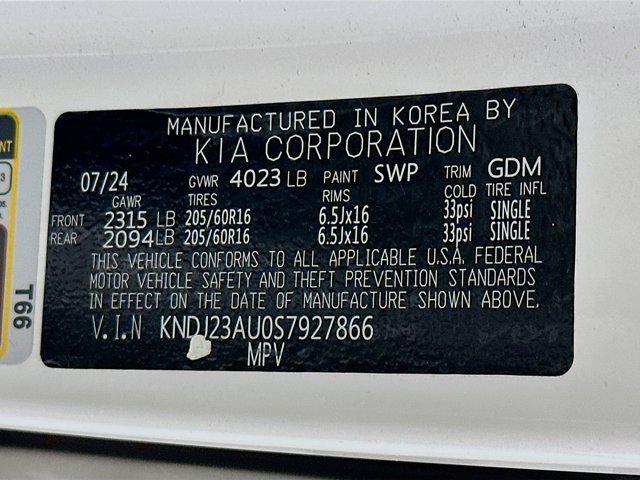 MANUFACTURED IN KOREA BY
KIA CORPORATION
07/24 GVWR 4023 LB PAINT SWP TRIM GDM
GAWR TIRES RIMS COLD TIRE INFL
FRONT 2315 LB 205/60R16 6.5Jx16 33psi SINGLE
REAR 2094LB 205/60R16 6.5Jx16 33psi SINGLE
THIS VEHICLE CONFORMS TO ALL APPLICABLE U.S.A. FEDERAL
MOTOR VEHICLE SAFETY AND THEFT PREVENTION STANDARDS
IN EFFECT ON THE DATE OF MANUFACTURE SHOWN ABOVE.
V.I.N KNDJ23AU0S7927866
MPV
T66